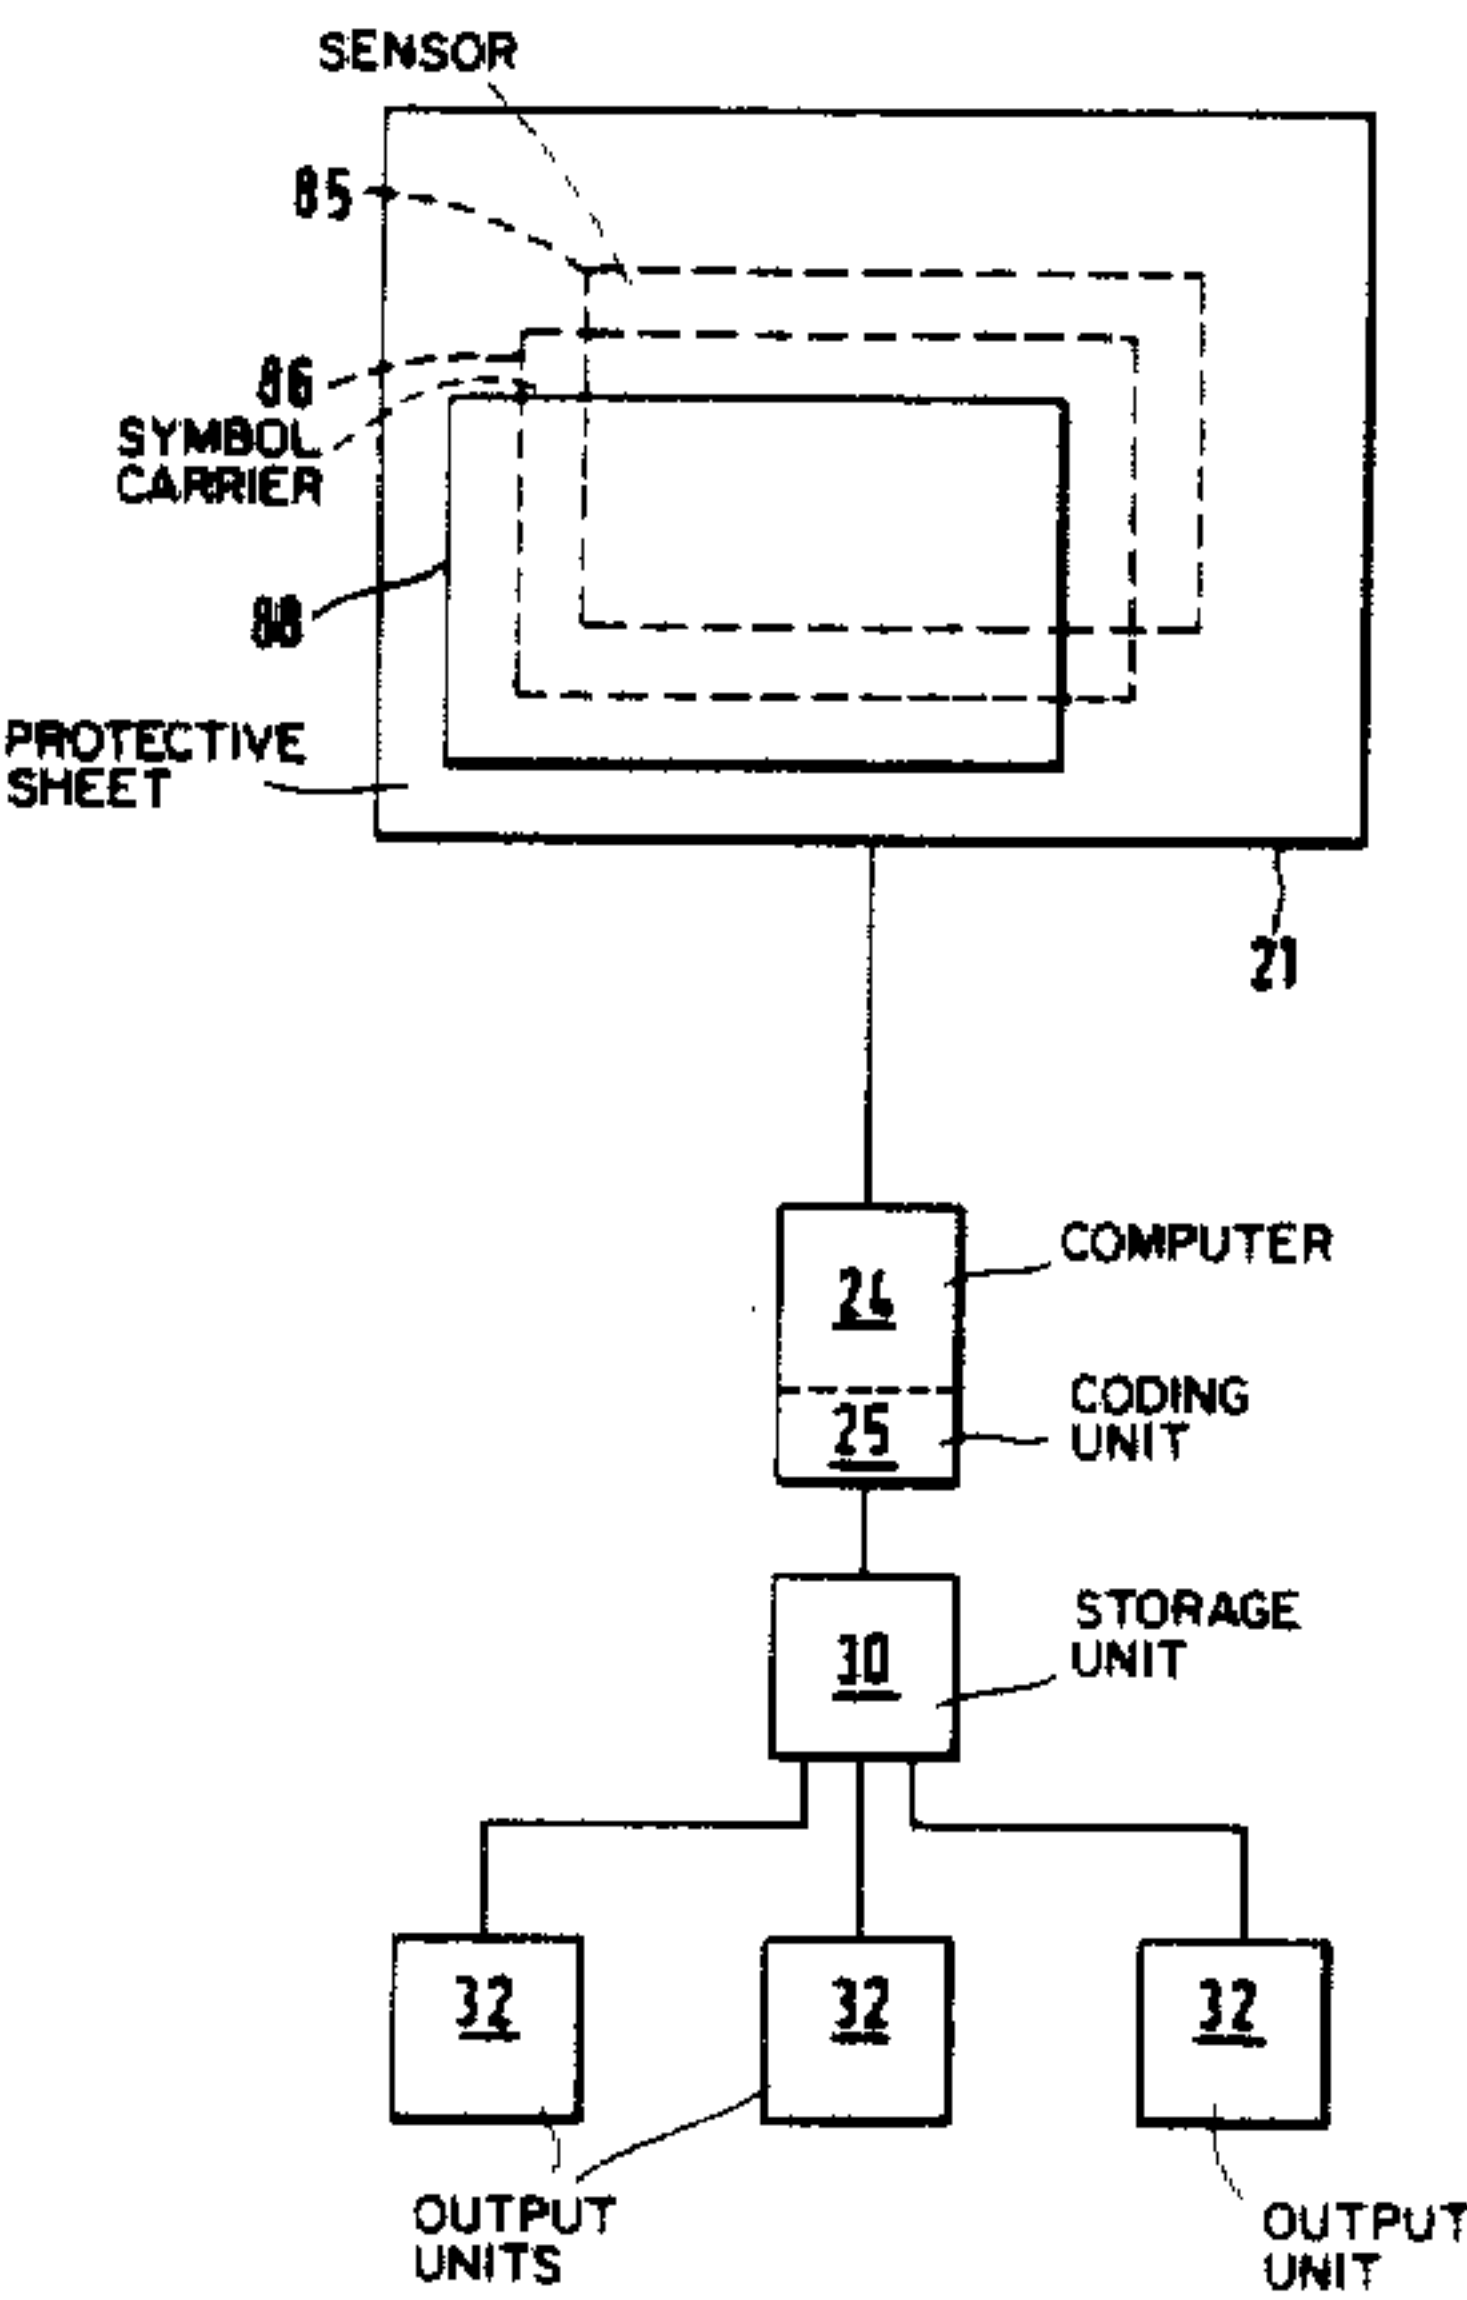 SENSOR
85
86
SYMBOL
CARRIER
88
PROTECTIVE
SHEET
21
COMPUTER
24
CODING
UNIT
25
STORAGE
UNIT
10
32
32
32
OUTPUT
UNITS
OUTPUT
UNIT